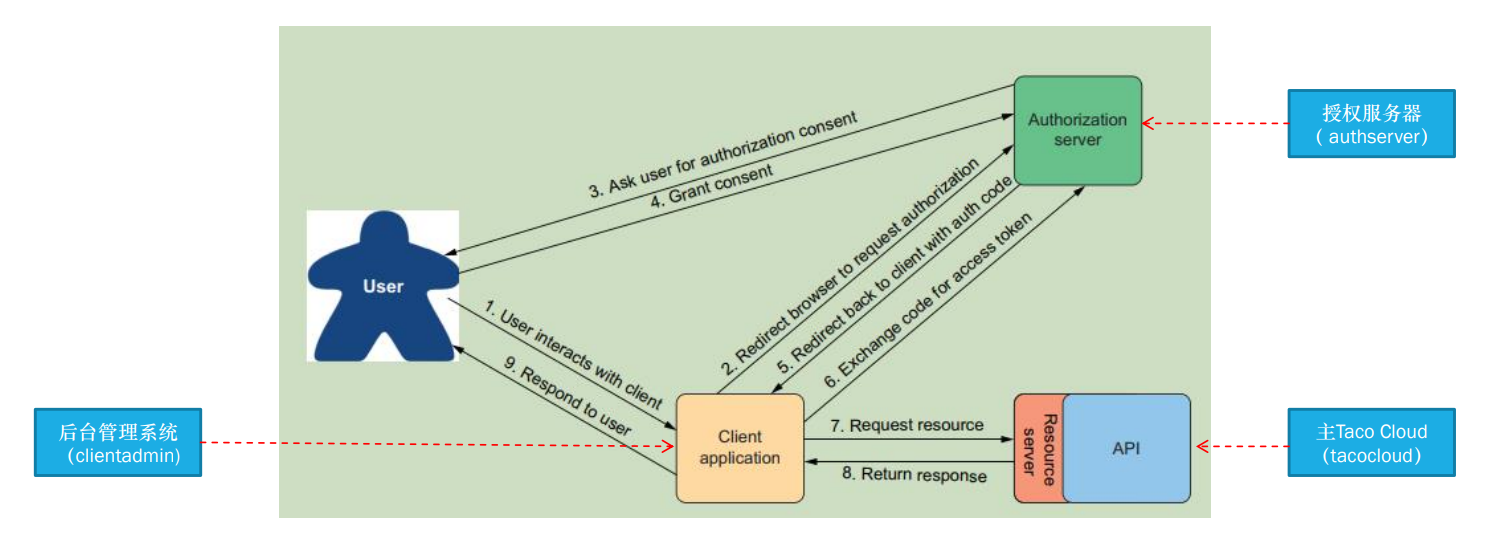 Authorization
server
授权服务器
( authserver)
3. Ask user for authorization consent
4. Grant consent
2. Redirect browser to request authorization
5. Redirect back to client with auth code
6. Exchange code for access token
User
1. User interacts with client
9. Respond to user
后台管理系统
（clientadmin)
Client
application
7. Request resource
8. Return response
Resource
server
API
主Taco Cloud
（tacocloud）